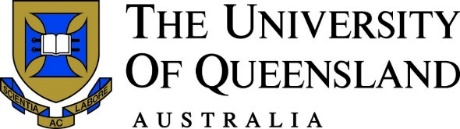 THE UNIVERSITY
OF QUEENSLAND
AUSTRALIA
SCIENTIA AC LABORE